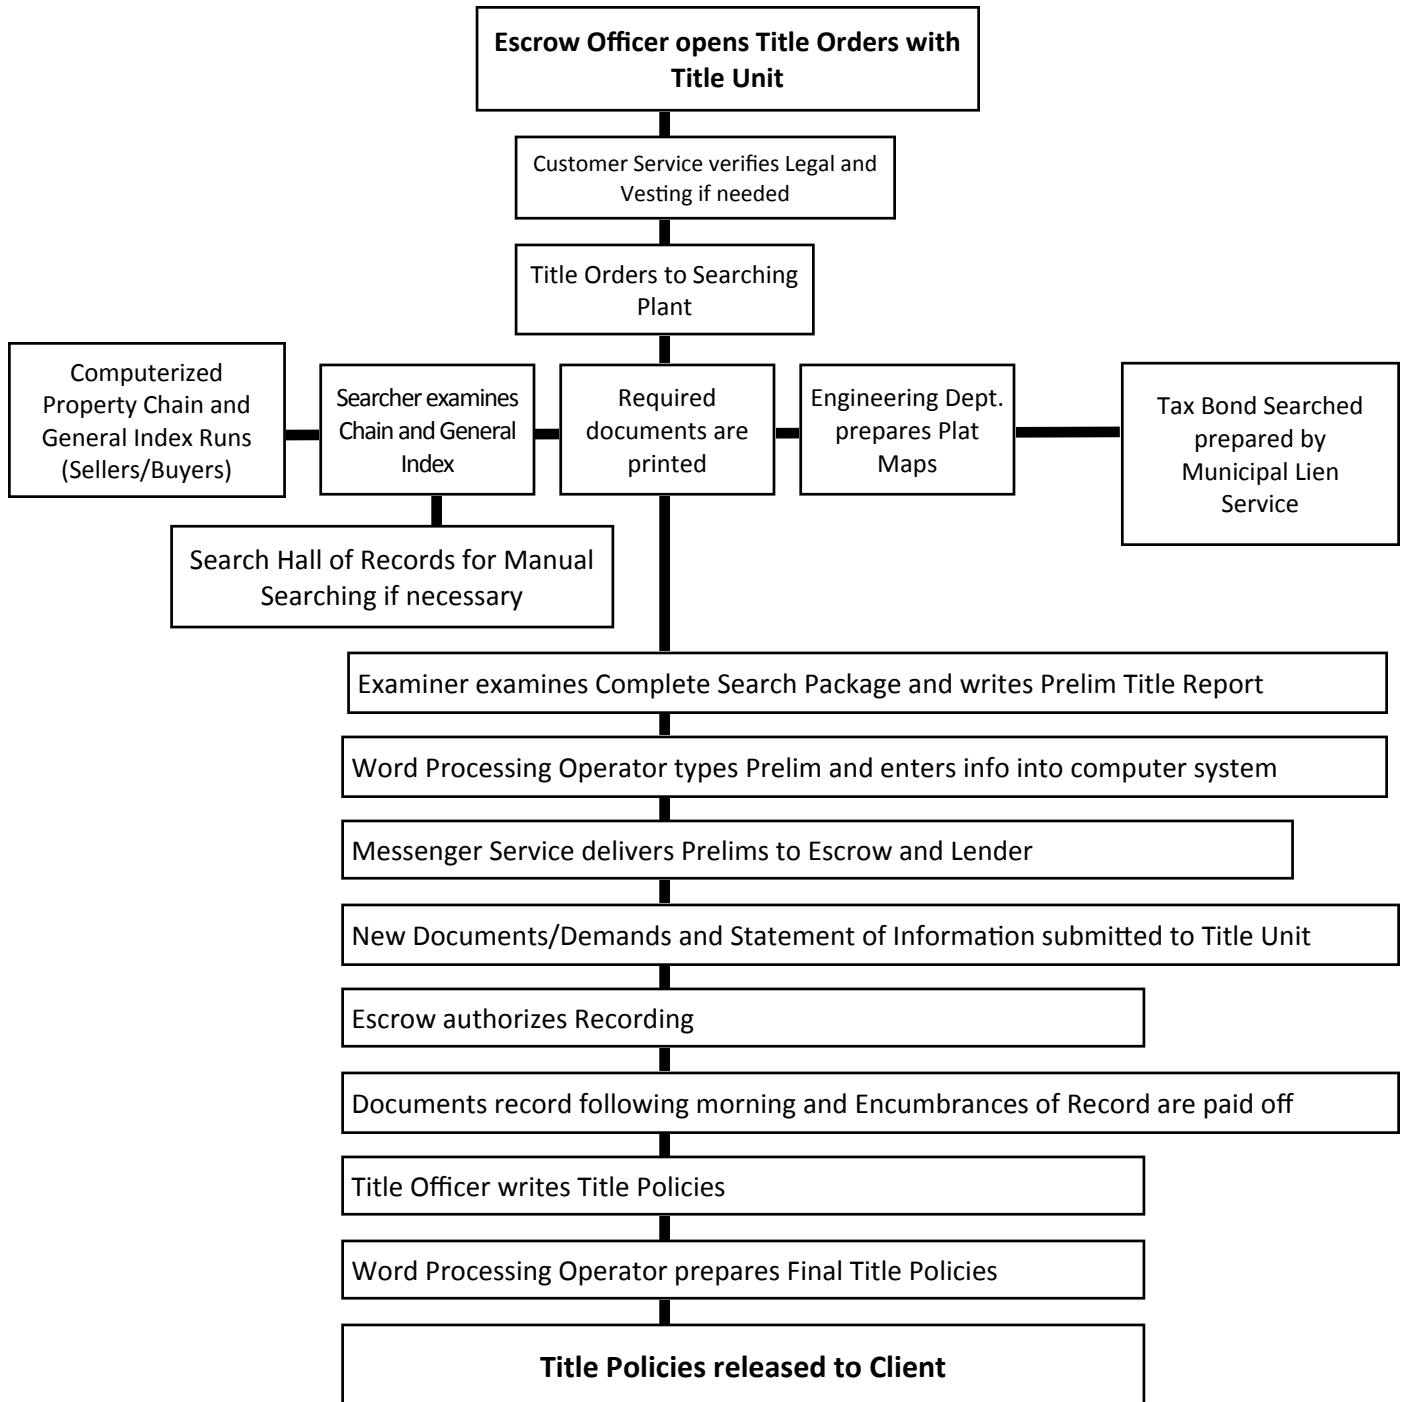 Escrow Officer opens Title Orders with
Title Unit
Customer Service verifies Legal and
Vesting if needed
Title Orders to Searching
Plant
Computerized
Property Chain and
General Index Runs
(Sellers/Buyers)
Searcher examines
Chain and General
Index
Required
documents are
printed
Engineering Dept.
prepares Plat
Maps
Tax Bond Searched
prepared by
Municipal Lien
Service
Search Hall of Records for Manual
Searching if necessary
Examiner examines Complete Search Package and writes Prelim Title Report
Word Processing Operator types Prelim and enters info into computer system
Messenger Service delivers Prelims to Escrow and Lender
New Documents/Demands and Statement of Information submitted to Title Unit
Escrow authorizes Recording
Documents record following morning and Encumbrances of Record are paid off
Title Officer writes Title Policies
Word Processing Operator prepares Final Title Policies
Title Policies released to Client